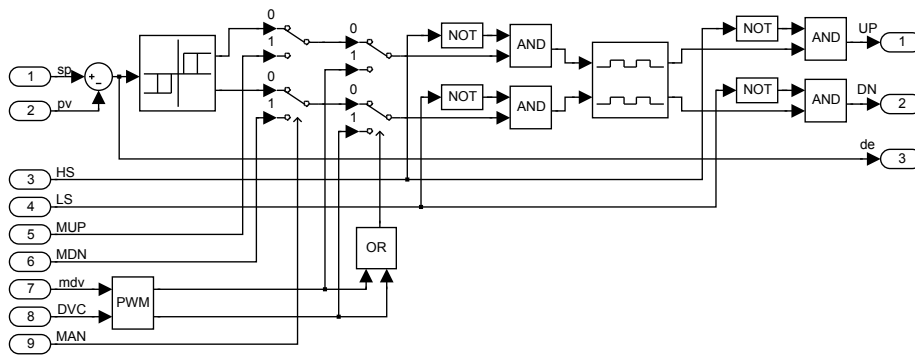 0
1
0
1
NOT
AND
NOT
AND
UP
1
1
sp
+
−
2
pv
0
1
0
1
NOT
AND
NOT
AND
DN
2
de
3
3
HS
4
LS
5
MUP
6
MDN
OR
7
mdv
PWM
8
DVC
9
MAN